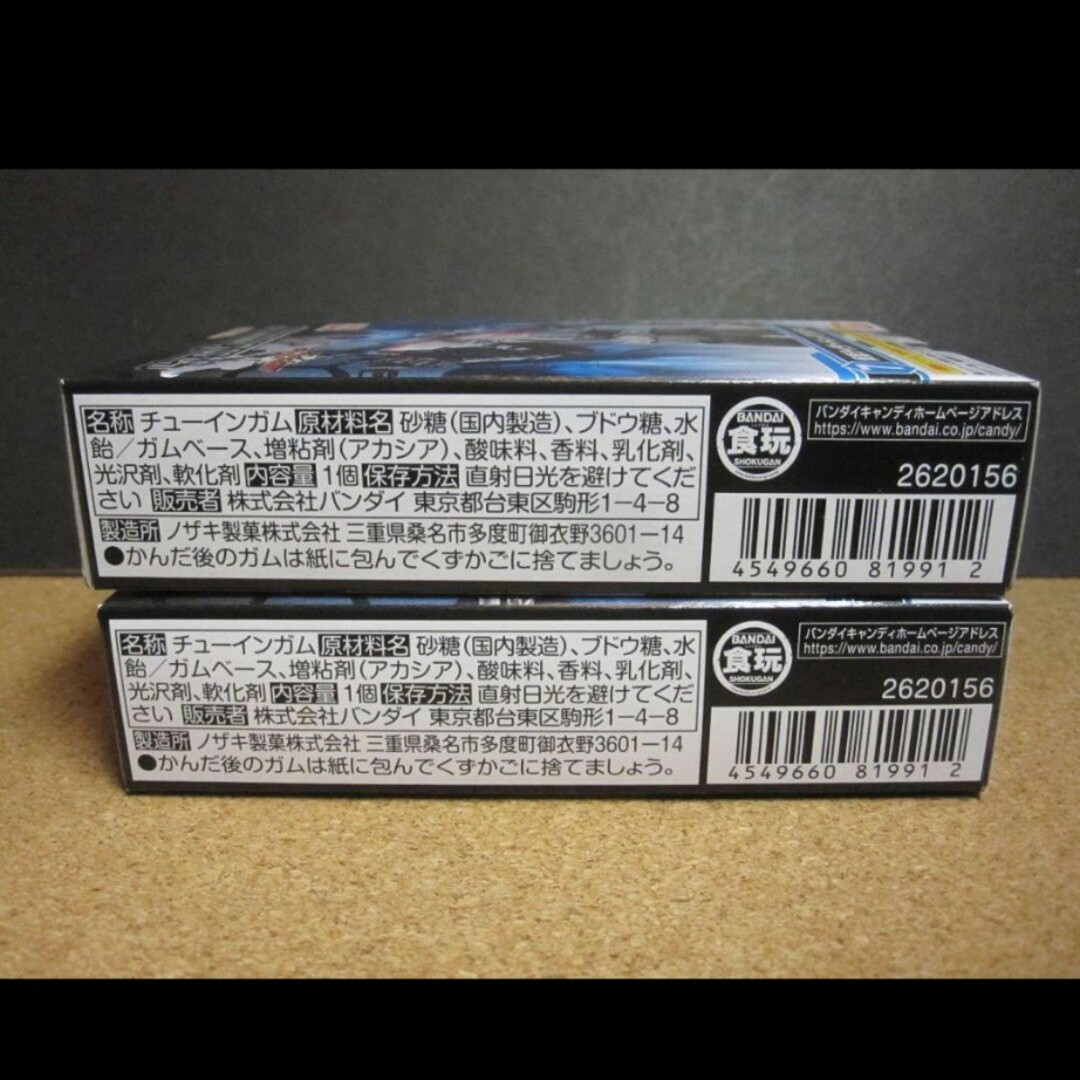 名称 チューインガム 原材料名 砂糖(国内製造)、ブドウ糖、水
飴/ガムベース、増粘剤(アカシア)、酸味料、香料、乳化剤、
光沢剤、軟化剤 内容量 1個 保存方法 直射日光を避けてくだ
さい 販売者 株式会社バンダイ 東京都台東区駒形1-4-8
製造所 ノザキ製菓株式会社 三重県桑名市多度町御衣野3601-14
●かんだ後のガムは紙に包んでくずかごに捨てましょう。
BANDAI
食玩
SHOKUGAN
バンダイキャンディホームページアドレス
https://www.bandai.co.jp/candy/
2620156
4549660 81991 2
名称 チューインガム 原材料名 砂糖(国内製造)、ブドウ糖、水
飴/ガムベース、増粘剤(アカシア)、酸味料、香料、乳化剤、
光沢剤、軟化剤 内容量 1個 保存方法 直射日光を避けてくだ
さい 販売者 株式会社バンダイ 東京都台東区駒形1-4-8
製造所 ノザキ製菓株式会社 三重県桑名市多度町御衣野3601-14
●かんだ後のガムは紙に包んでくずかごに捨てましょう。
BANDAI
食玩
SHOKUGAN
バンダイキャンディホームページアドレス
https://www.bandai.co.jp/candy/
2620156
4549660 81991 2